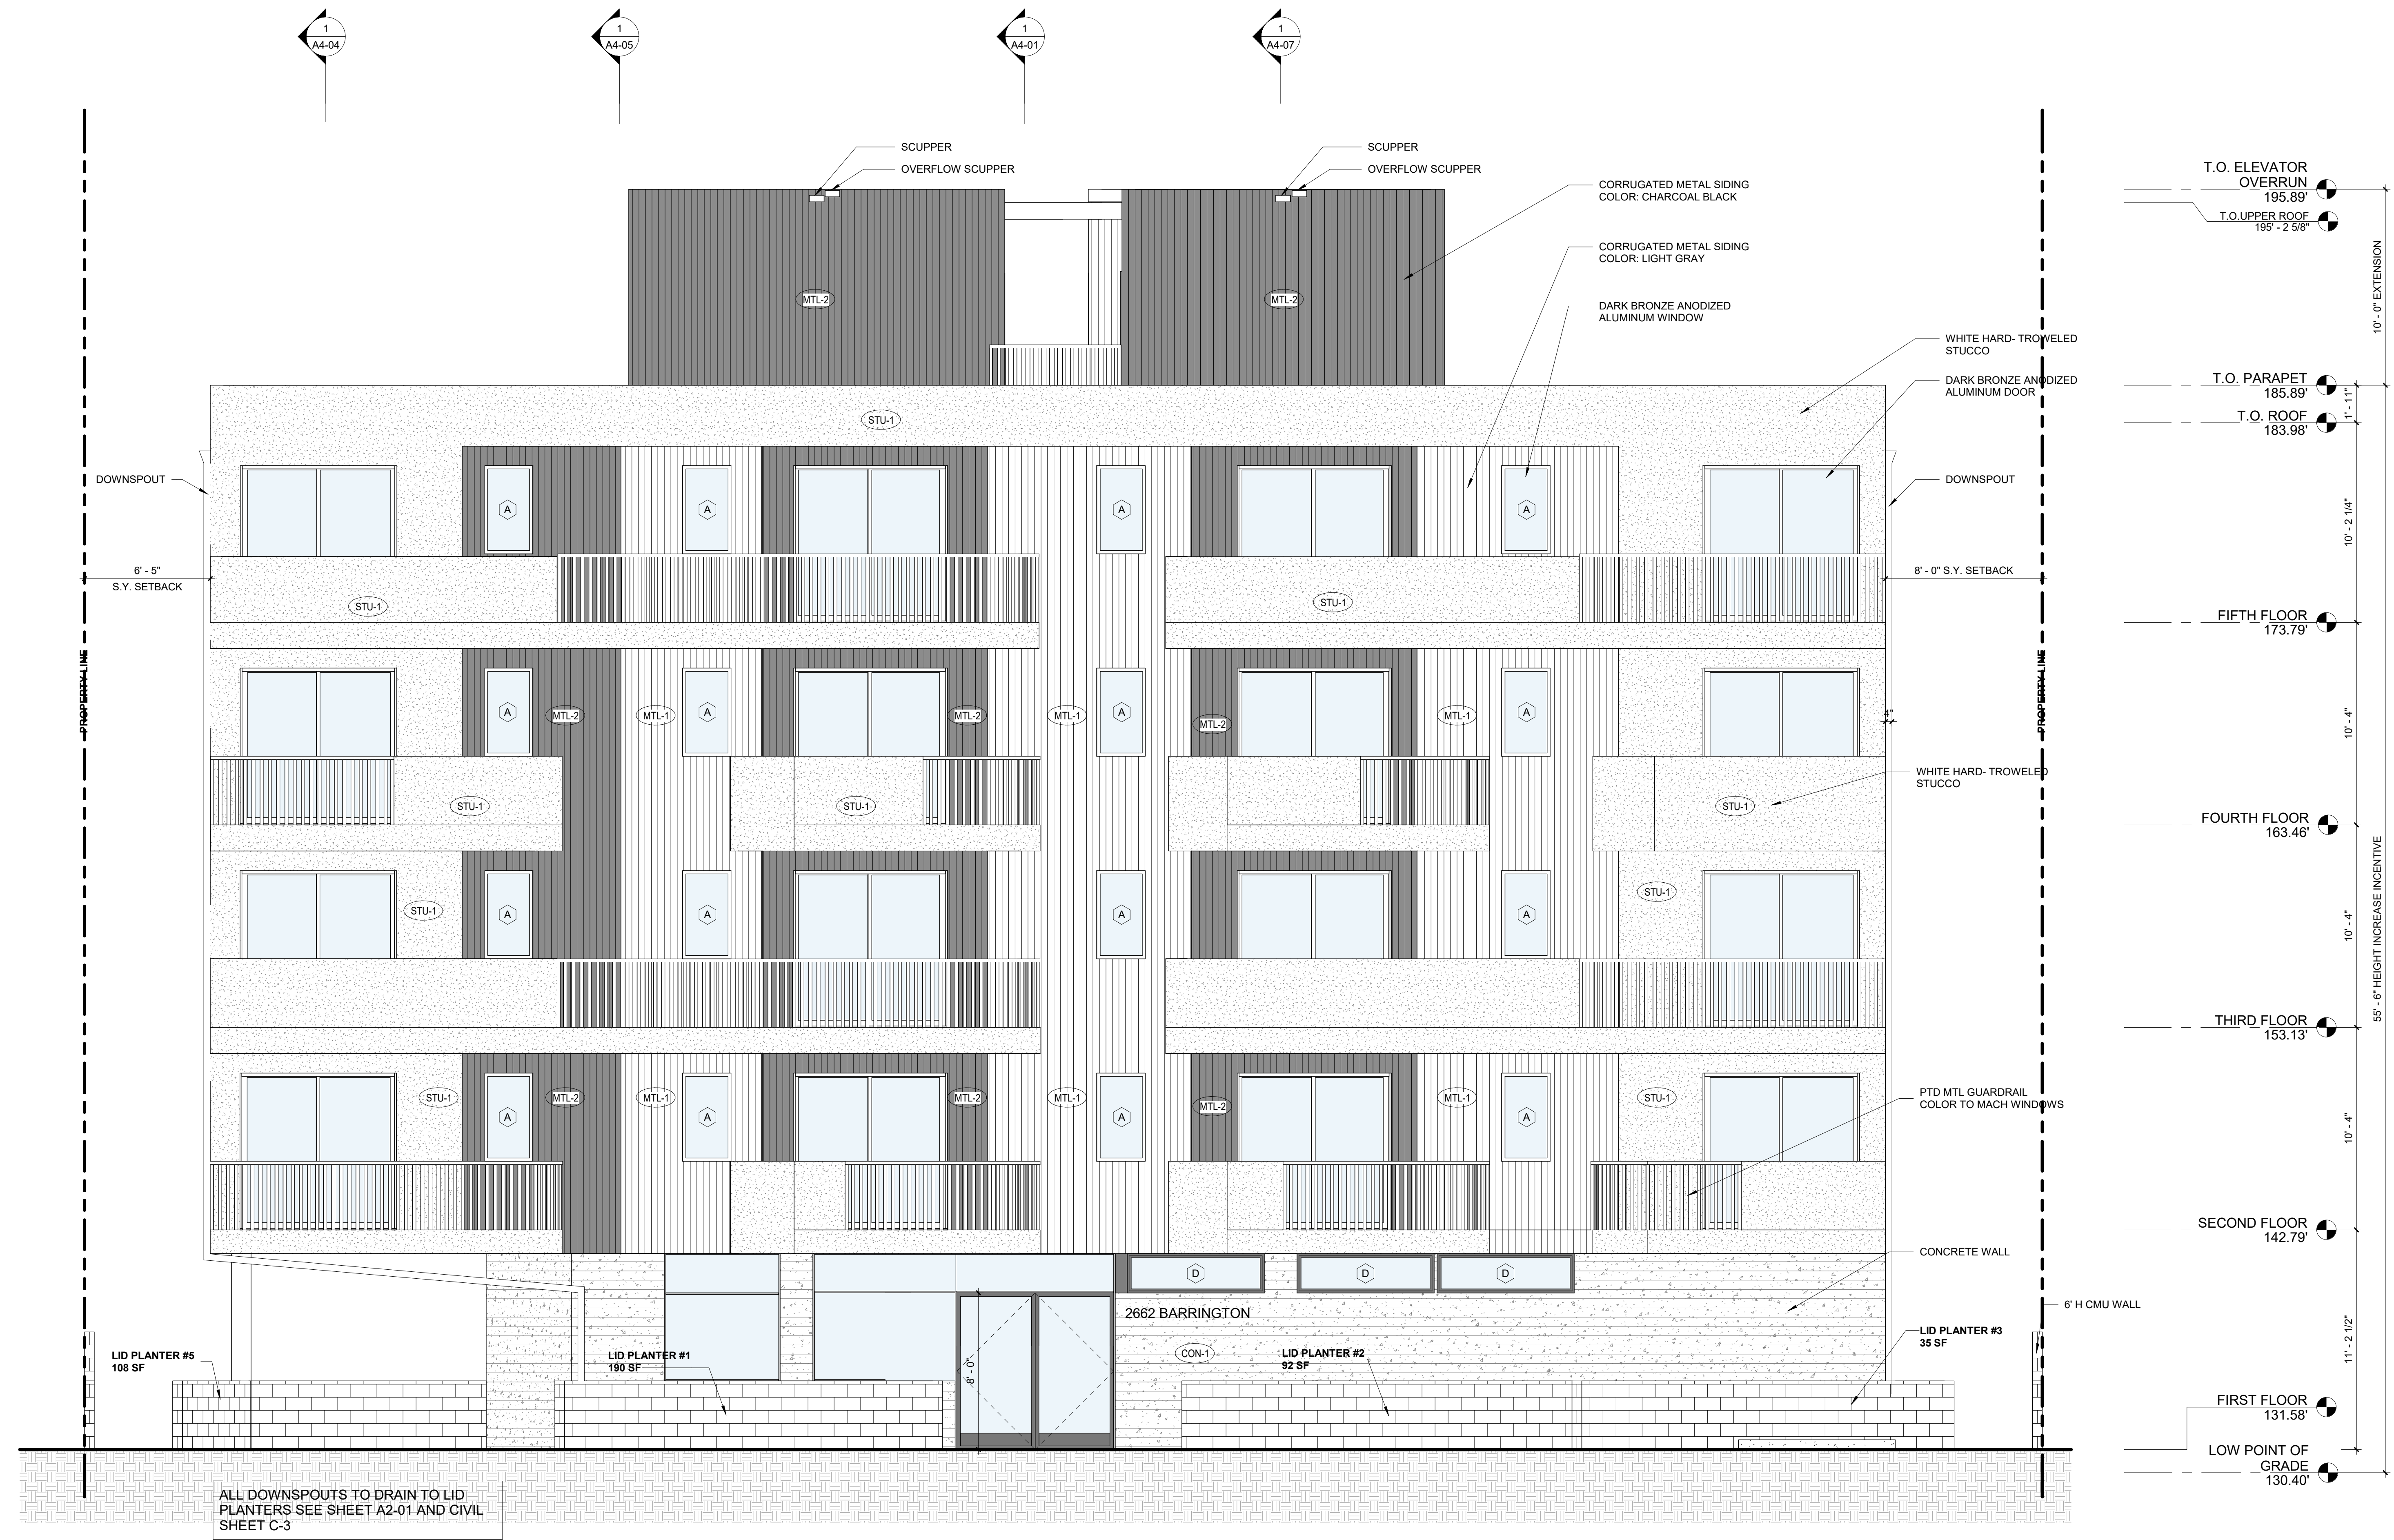 1
A4-04
1
A4-05
1
A4-01
1
A4-07
SCUPPER
OVERFLOW SCUPPER
SCUPPER
OVERFLOW SCUPPER
CORRUGATED METAL SIDING
COLOR: CHARCOAL BLACK
CORRUGATED METAL SIDING
COLOR: LIGHT GRAY
DARK BRONZE ANODIZED
ALUMINUM WINDOW
WHITE HARD- TROWELED
STUCCO
DARK BRONZE ANODIZED
ALUMINUM DOOR
T.O. ELEVATOR
OVERRUN
195.89'
T.O.UPPER ROOF
195' - 2 5/8"
10' - 0" EXTENSION
T.O. PARAPET
185.89'
1' - 11"
T.O. ROOF
183.98'
MTL-2
MTL-2
STU-1
DOWNSPOUT
A
A
A
A
DOWNSPOUT
10' - 2 1/4"
6' - 5"
S.Y. SETBACK
8' - 0" S.Y. SETBACK
STU-1
STU-1
FIFTH FLOOR
173.79'
PROPERTY LINE
PROPERTY LINE
A
MTL-2
MTL-1
A
MTL-2
MTL-1
A
MTL-2
MTL-1
A
4"
10' - 4"
WHITE HARD- TROWELED
STUCCO
STU-1
STU-1
STU-1
FOURTH FLOOR
163.46'
STU-1
A
A
A
A
STU-1
10' - 4"
55' - 6" HEIGHT INCREASE INCENTIVE
THIRD FLOOR
153.13'
STU-1
A
MTL-2
MTL-1
A
MTL-2
MTL-1
A
MTL-2
MTL-1
A
STU-1
PTD MTL GUARDRAIL
COLOR TO MACH WINDOWS
10' - 4"
SECOND FLOOR
142.79'
CONCRETE WALL
D
D
D
2662 BARRINGTON
6' H CMU WALL
LID PLANTER #5
108 SF
LID PLANTER #1
190 SF
8' - 0"
CON-1
LID PLANTER #2
92 SF
LID PLANTER #3
35 SF
11' - 2 1/2"
FIRST FLOOR
131.58'
LOW POINT OF
GRADE
130.40'
ALL DOWNSPOUTS TO DRAIN TO LID
PLANTERS SEE SHEET A2-01 AND CIVIL
SHEET C-3